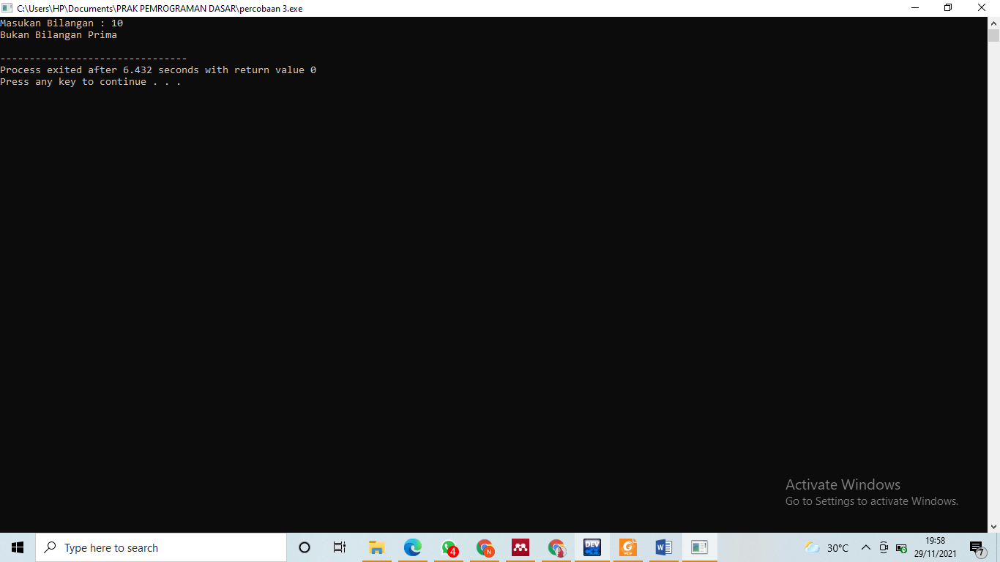 C:\Users\HP\Documents\PRAK PEMROGRAMAN DASAR\percobaan 3.exe
Masukan Bilangan : 10
Bukan Bilangan Prima
--------------------------------
Process exited after 6.432 seconds with return value 0
Press any key to continue . . .
Activate Windows
Go to Settings to activate Windows.
Type here to search
4
N
DEV
PDF
30°C
19:58
29/11/2021
7